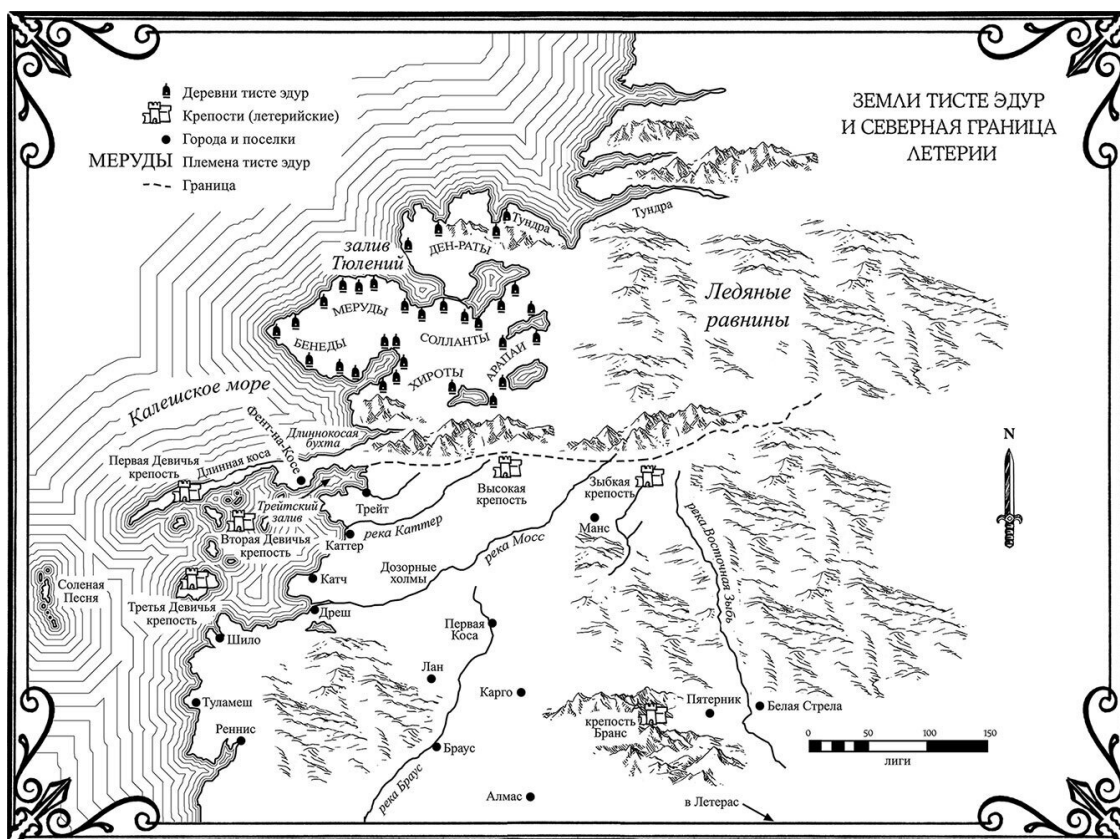 ЗЕМЛИ ТИСТЕ ЭДУР
И СЕВЕРНАЯ ГРАНИЦА
ЛЕТЕРИИ
Деревни тисте эдур
Крепости (летерийские)
Города и поселки
МЕРУДЫ Племена тисте эдур
Граница
Тундра
Тундра
ДЕН-РАТЫ
залив
Тюлений
Ледяные
равнины
МЕРУДЫ
СОЛЛАНТЫ
БЕНЕДЫ
АРАПАИ
ХИРОТЫ
Калешское море
Фент-на-Косе
Длиннокосая
бухта
Первая Девичья
крепость
Длинная коса
Трейтский
залив
Трейт
Высокая
крепость
Зыбкая
крепость
N
Вторая Девичья
крепость
Каттер
река Каттер
река Мосс
Манс
река Восточная Зыбь
Дозорные
холмы
Соленая
Песня
Катч
Третья Девичья
крепость
Дреш
Шило
Первая
Коса
Лан
Карго
Пятерник
Белая Стрела
Туламеш
Реннис
крепость
Бранс
Браус
река Браус
0 50 100 150
лиги
Алмас
в Летерас